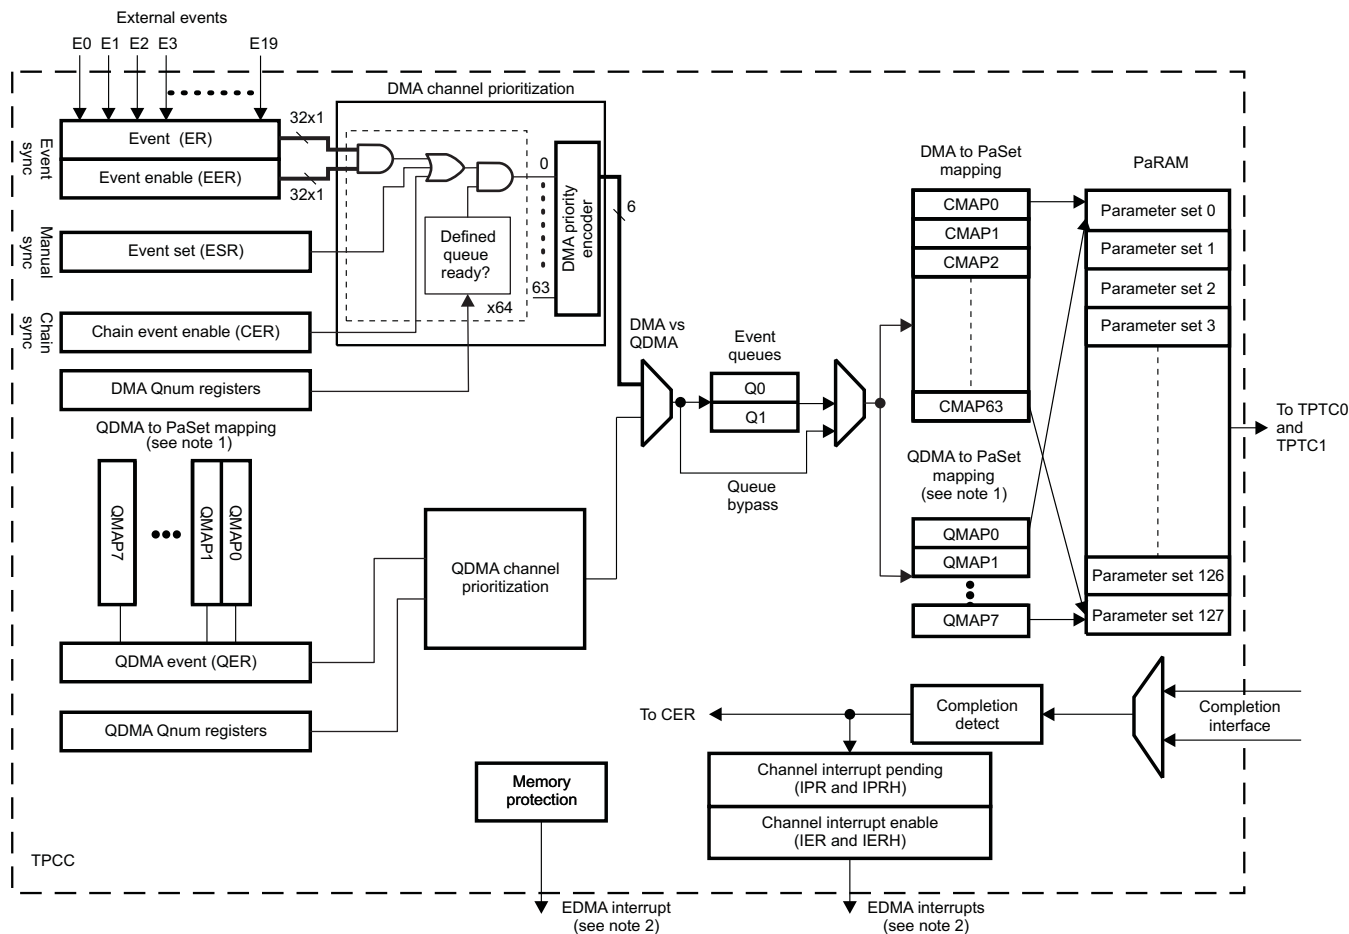 External events
E0 E1 E2 E3 E19
DMA channel prioritization
Event sync
Event (ER)
Event enable (EER)
32x1
32x1
Manual sync
Event set (ESR)
Chain sync
Chain event enable (CER)
DMA Qnum registers
Defined
queue
ready?
x64
0
63
DMA priority
encoder
6
QDMA to PaSet mapping
(see note 1)
QMAP7
QMAP1
QMAP0
QDMA event (QER)
QDMA Qnum registers
QDMA channel
prioritization
DMA vs
QDMA
Event
queues
Q0
Q1
Queue
bypass
DMA to PaSet
mapping
CMAP0
CMAP1
CMAP2
CMAP63
QDMA to PaSet
mapping
(see note 1)
QMAP0
QMAP1
QMAP7
PaRAM
Parameter set 0
Parameter set 1
Parameter set 2
Parameter set 3
Parameter set 126
Parameter set 127
To TPTC0
and
TPTC1
To CER
Completion
detect
Completion
interface
Channel interrupt pending
(IPR and IPRH)
Channel interrupt enable
(IER and IERH)
Memory
protection
TPCC
EDMA interrupt
(see note 2)
EDMA interrupts
(see note 2)